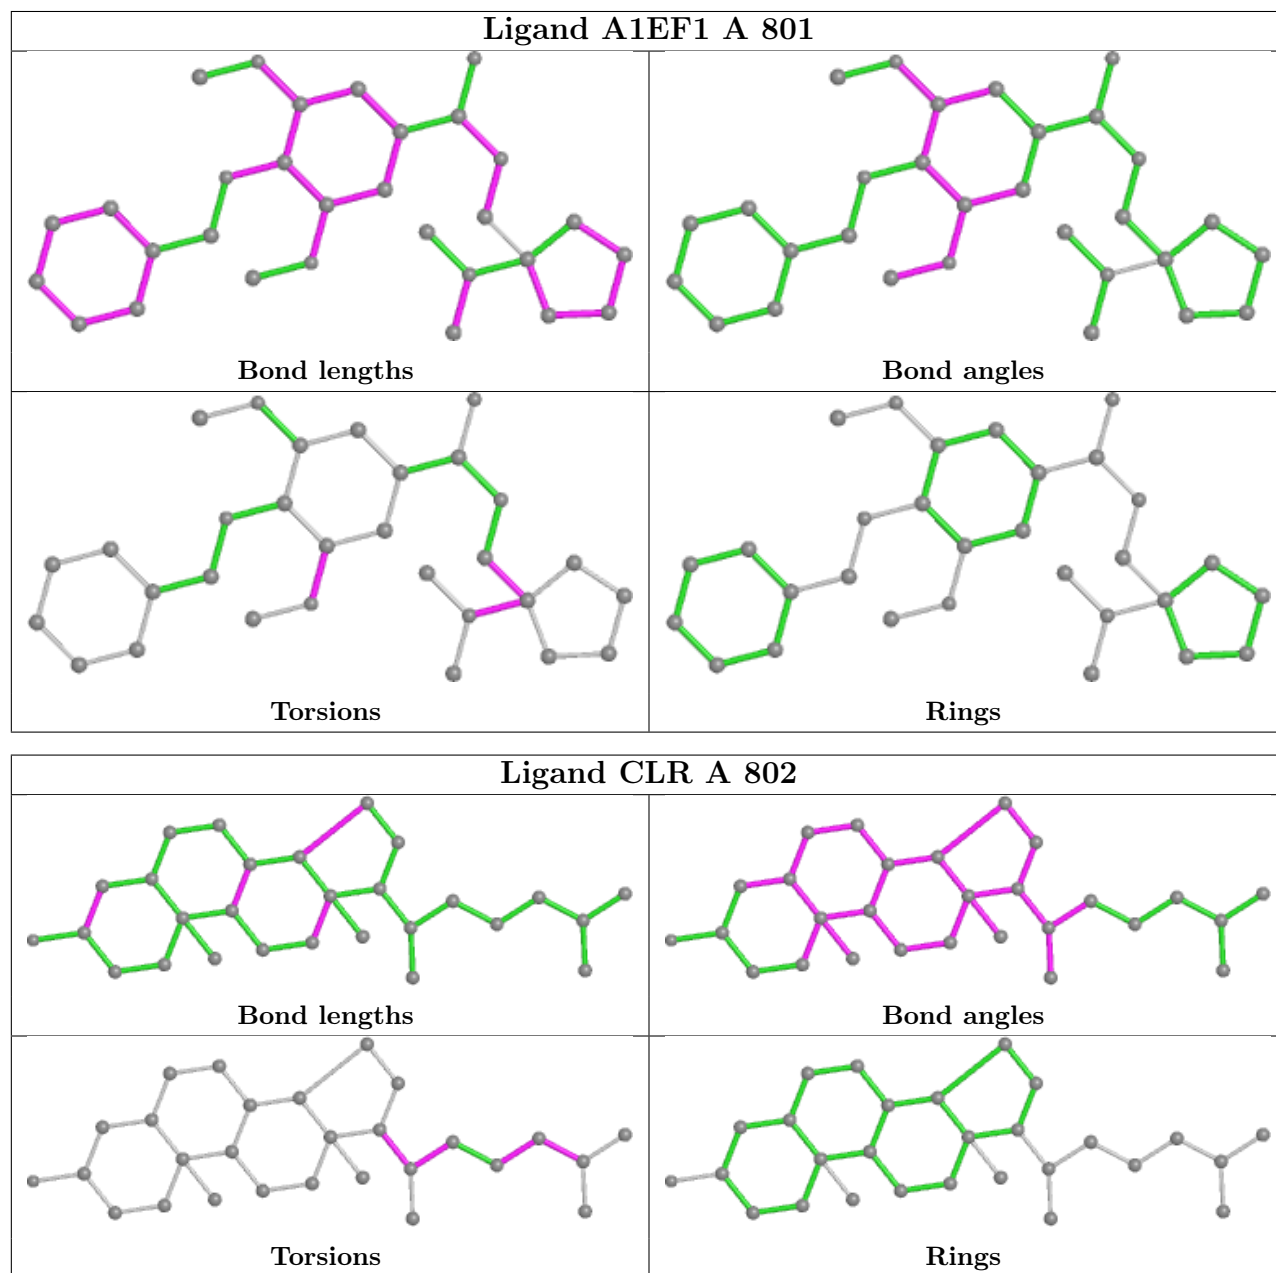 Ligand A1EF1 A 801
Bond lengths
Bond angles
Torsions
Rings
Ligand CLR A 802
Bond lengths
Bond angles
Torsions
Rings